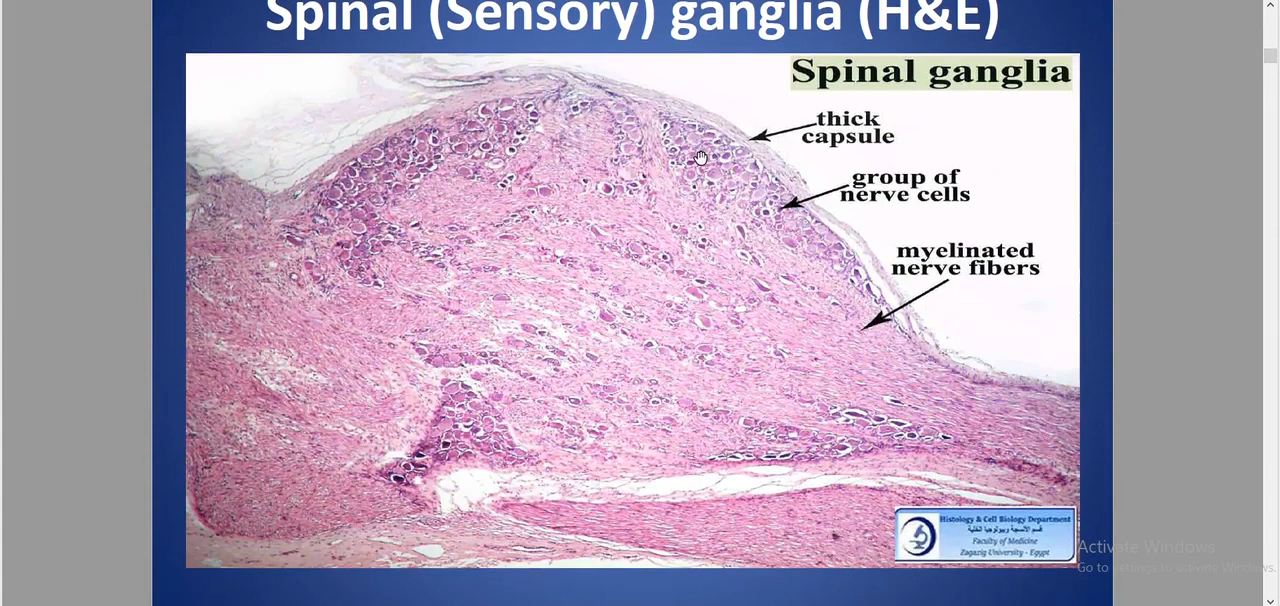 Spinal (Sensory) ganglia (H&E)
Spinal ganglia
thick
capsule
group of
nerve cells
myelinated
nerve fibers
Histology & Cell Biology Department
قسم الأنسجة وبيولوجيا الخلية
Faculty of Medicine
Zagazig University - Egypt
Activate Windows
Go to Settings to activate Windows.